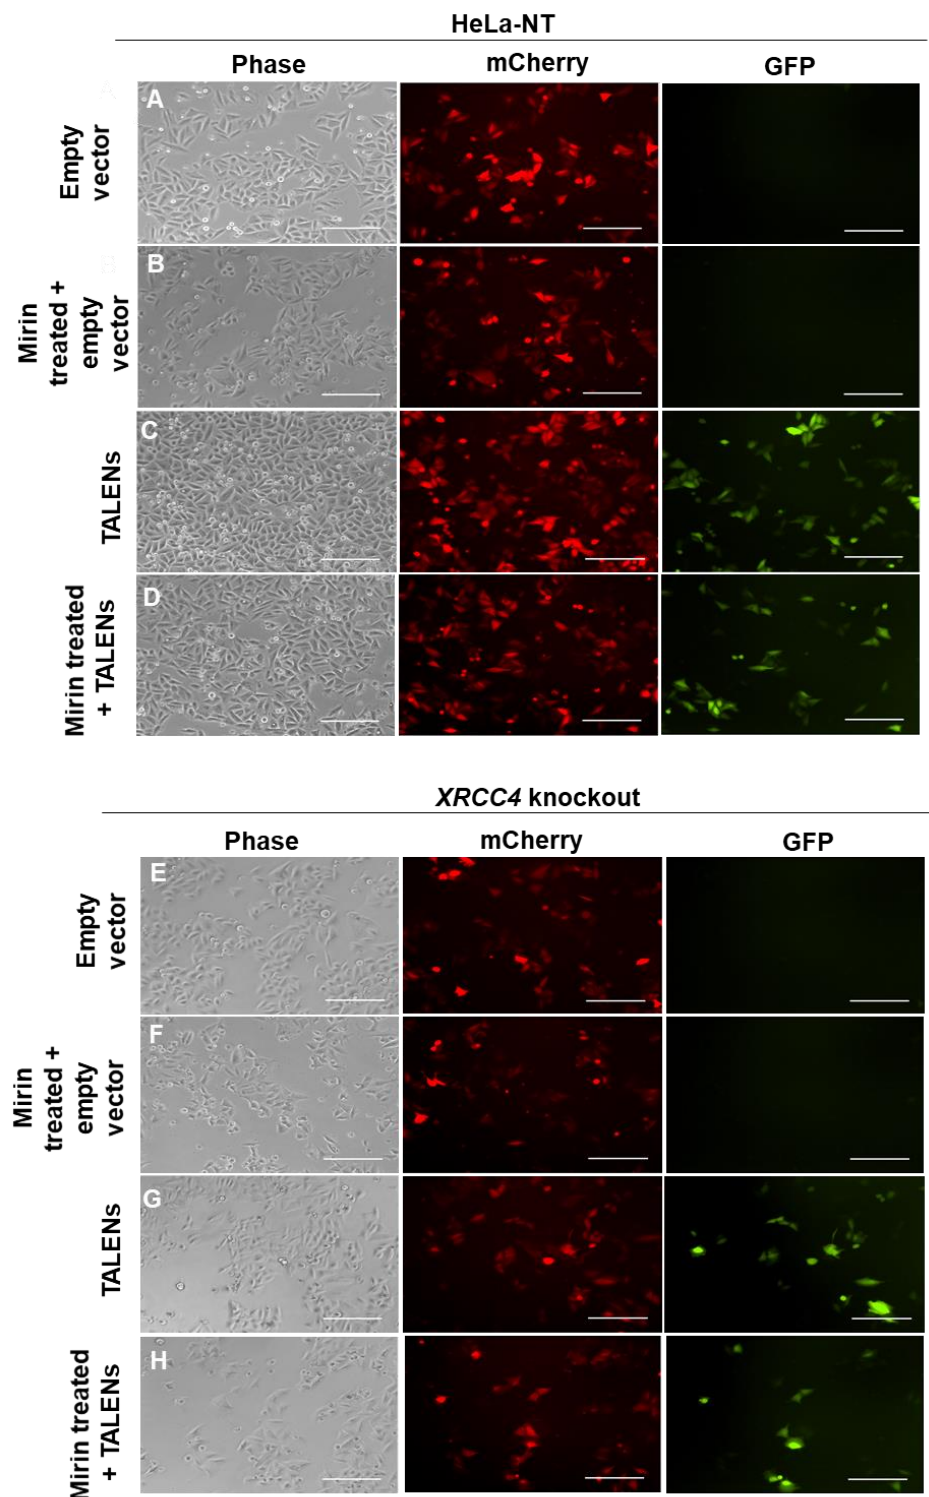 HeLa-NT
Phase
mCherry
GFP
A
Empty
vector
B
Mirin
treated +
empty
vector
C
TALENs
D
Mirin treated
+ TALENs
XRCC4 knockout
Phase
mCherry
GFP
E
Empty
vector
F
Mirin
treated +
empty
vector
G
TALENs
H
Mirin treated
+ TALENs